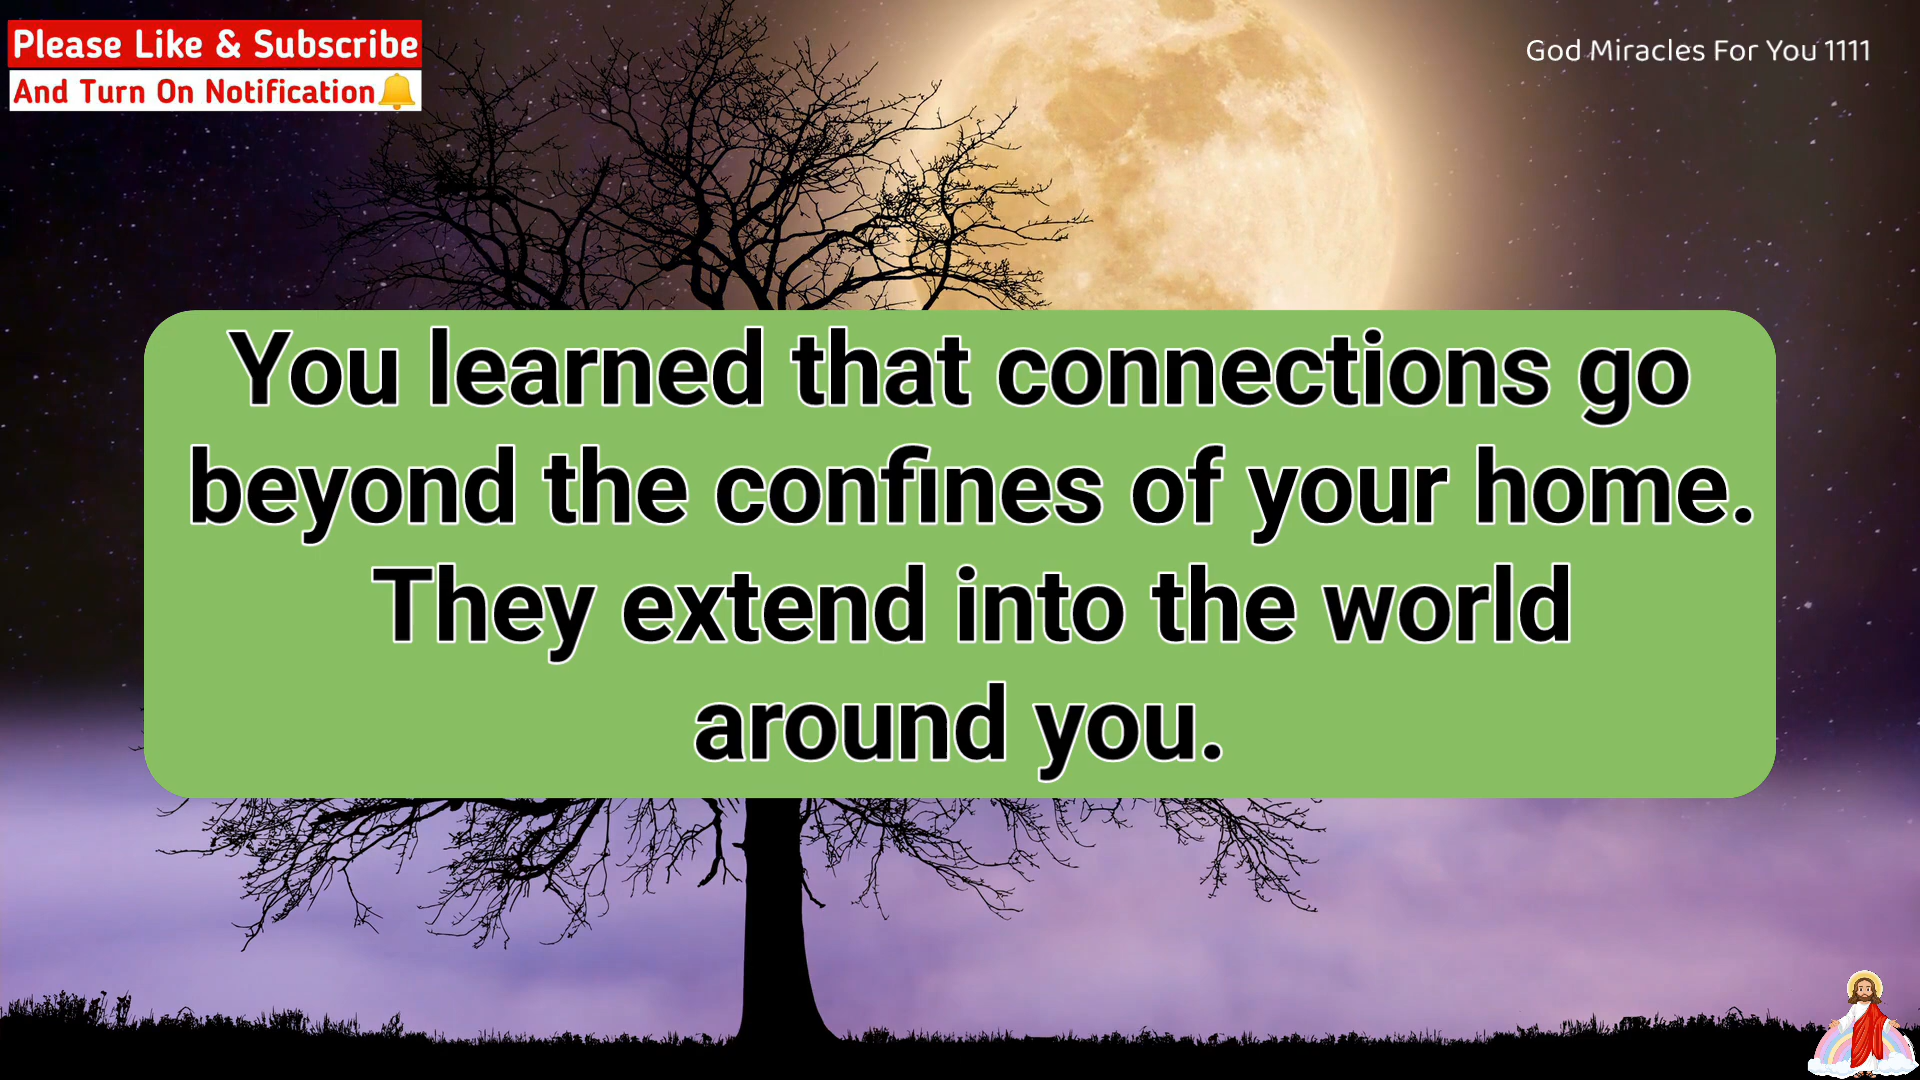 Please Like & Subscribe
And Turn On Notification
God Miracles For You 1111
You learned that connections go
beyond the confines of your home.
They extend into the world
around you.